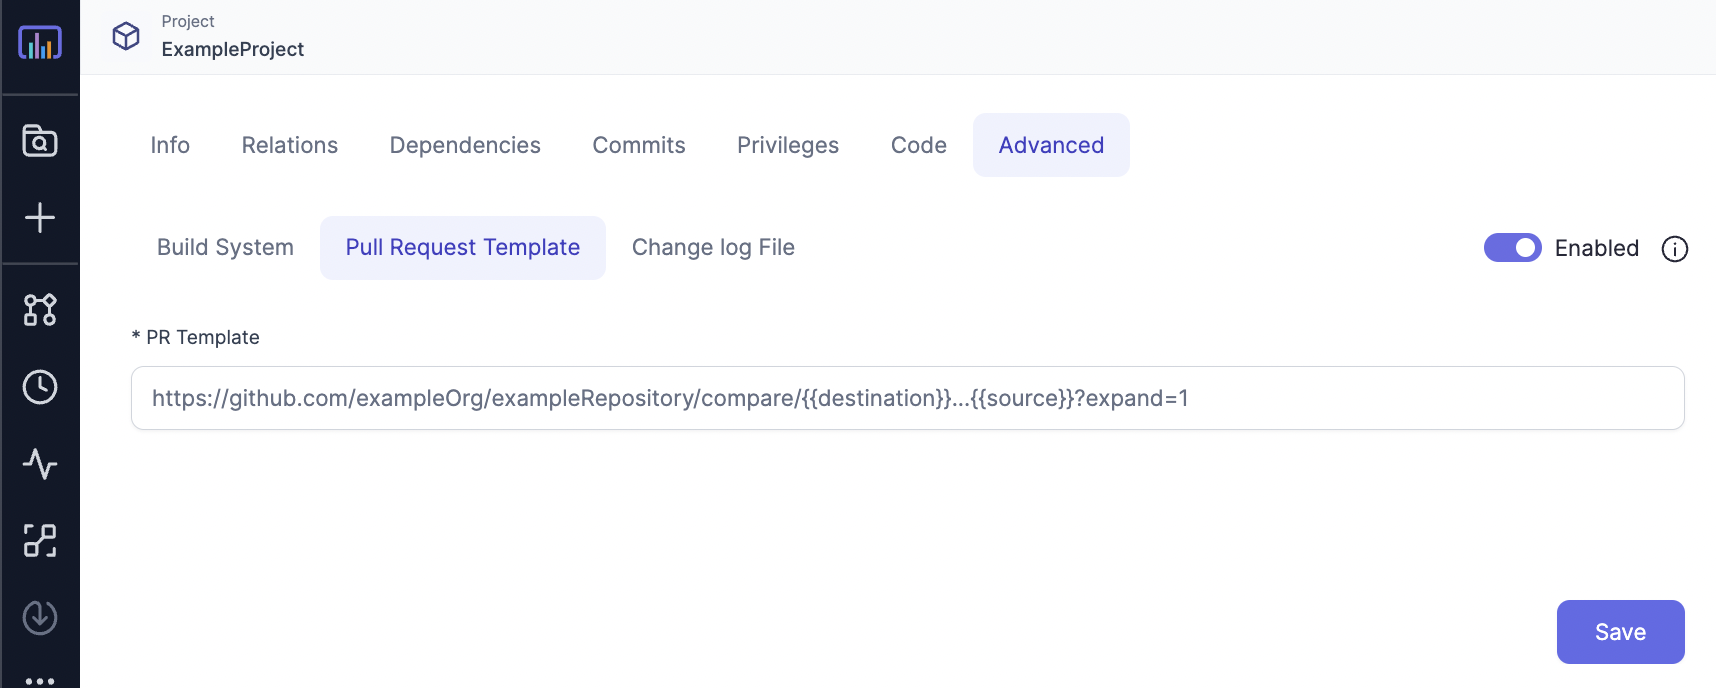 Project
ExampleProject
Info Relations Dependencies Commits Privileges Code Advanced
Build System Pull Request Template Change log File Enabled
* PR Template
https://github.com/exampleOrg/exampleRepository/compare/{{destination}}...{{source}}?expand=1
Save